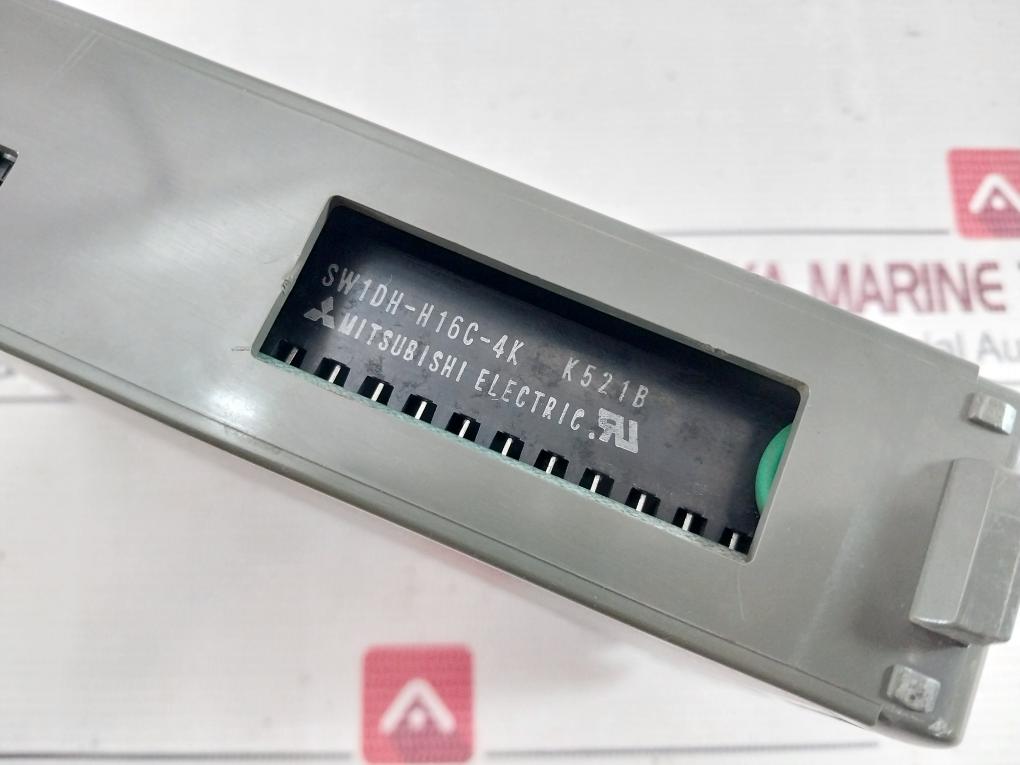 SW1DH-H16C-4K K521B
MITSUBISHI ELECTRIC.
MARINE